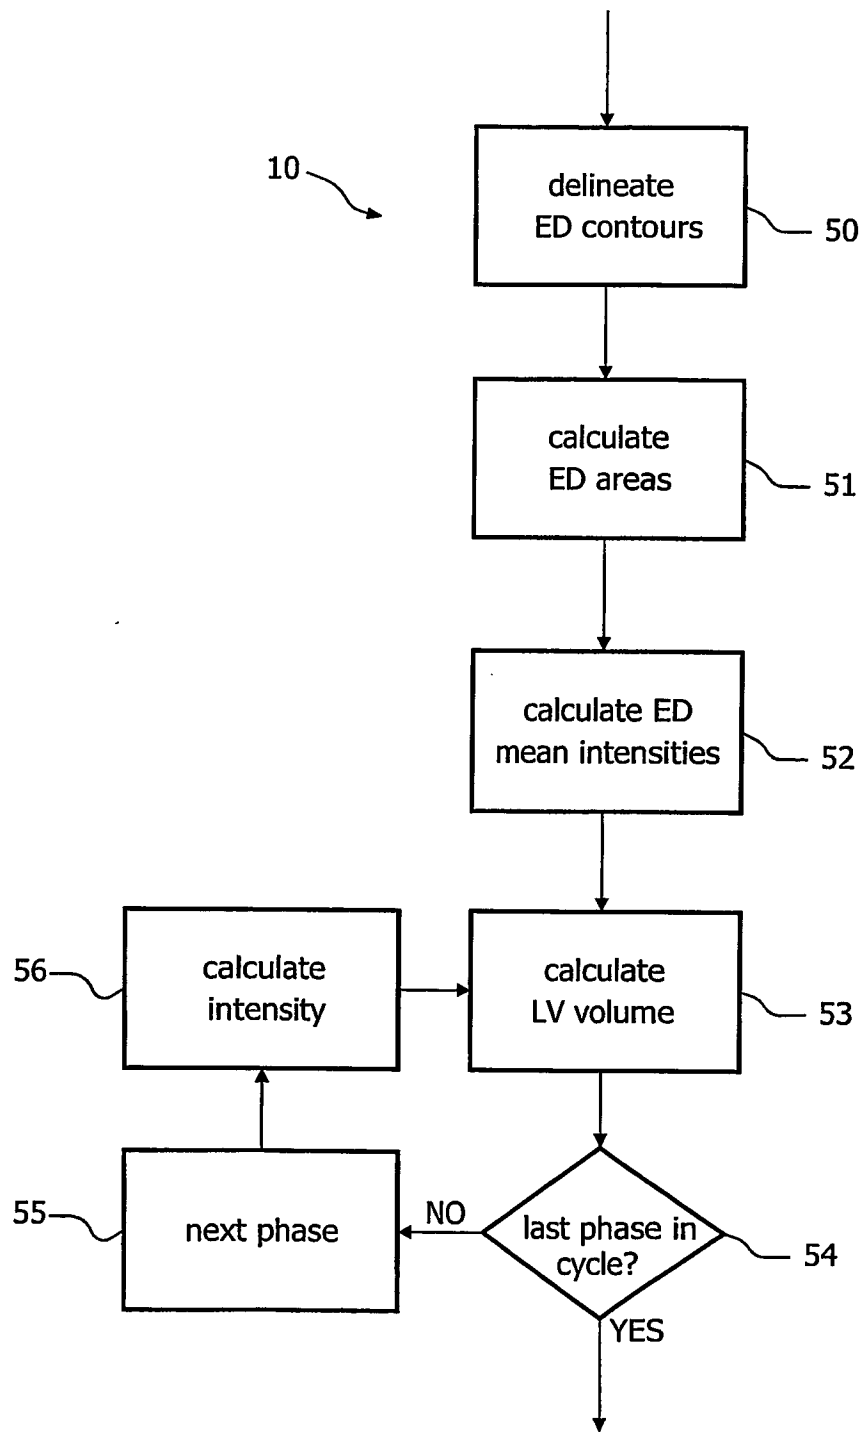 10
delineate
ED contours
50
calculate
ED areas
51
calculate ED
mean intensities
52
56
calculate
intensity
calculate
LV volume
53
55
next phase
NO
last phase in
cycle?
54
YES